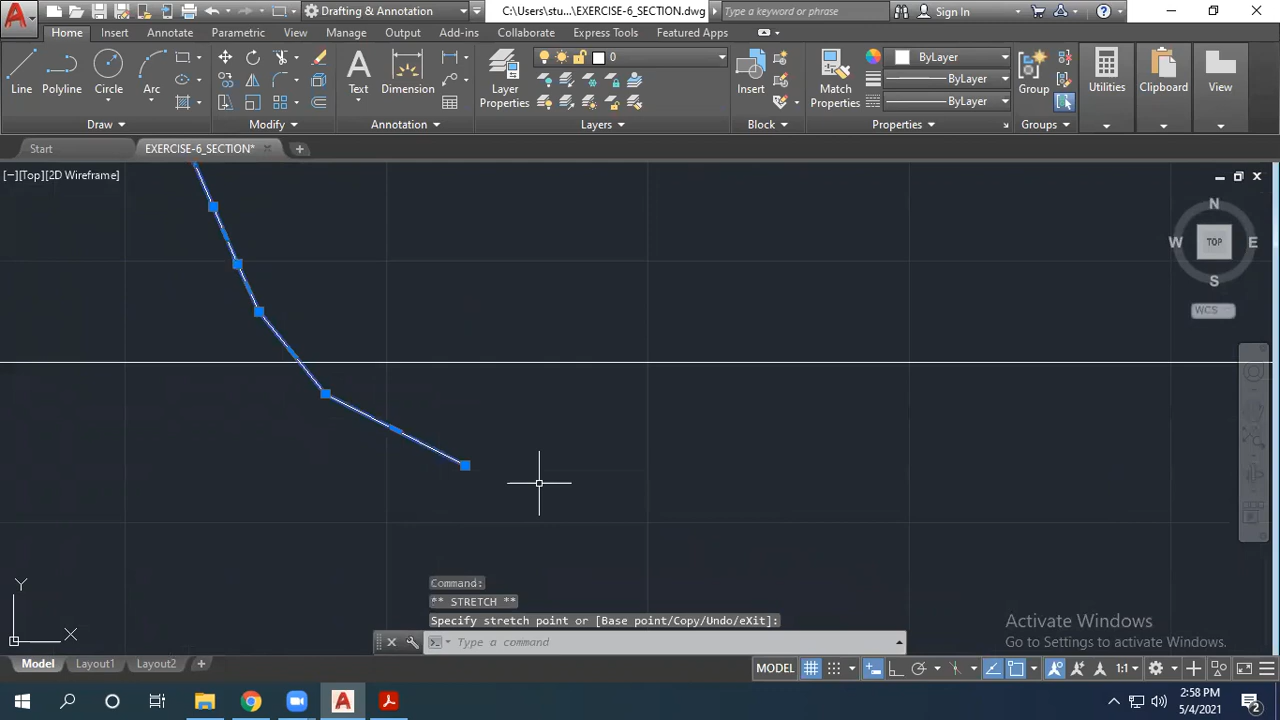 Drafting & Annotation
C:\Users\stu...\EXERCISE-6_SECTION.dwg
Type a keyword or phrase
Sign In
Home Insert Annotate Parametric View Manage Output Add-ins Collaborate Express Tools Featured Apps
Line Polyline Circle Arc
Text Dimension
Layer Properties
0
Insert
Match Properties
ByLayer
ByLayer
ByLayer
Group Utilities Clipboard View
Draw Modify Annotation Layers Block Properties Groups
Start EXERCISE-6_SECTION*
[−][Top][2D Wireframe]
N
W TOP E
S
WCS
Y
X
Command:
** STRETCH **
Specify stretch point or [Base point/Copy/Undo/eXit]:
Type a command
Activate Windows
Go to Settings to activate Windows.
Model Layout1 Layout2
MODEL 1:1
2:58 PM
5/4/2021
2